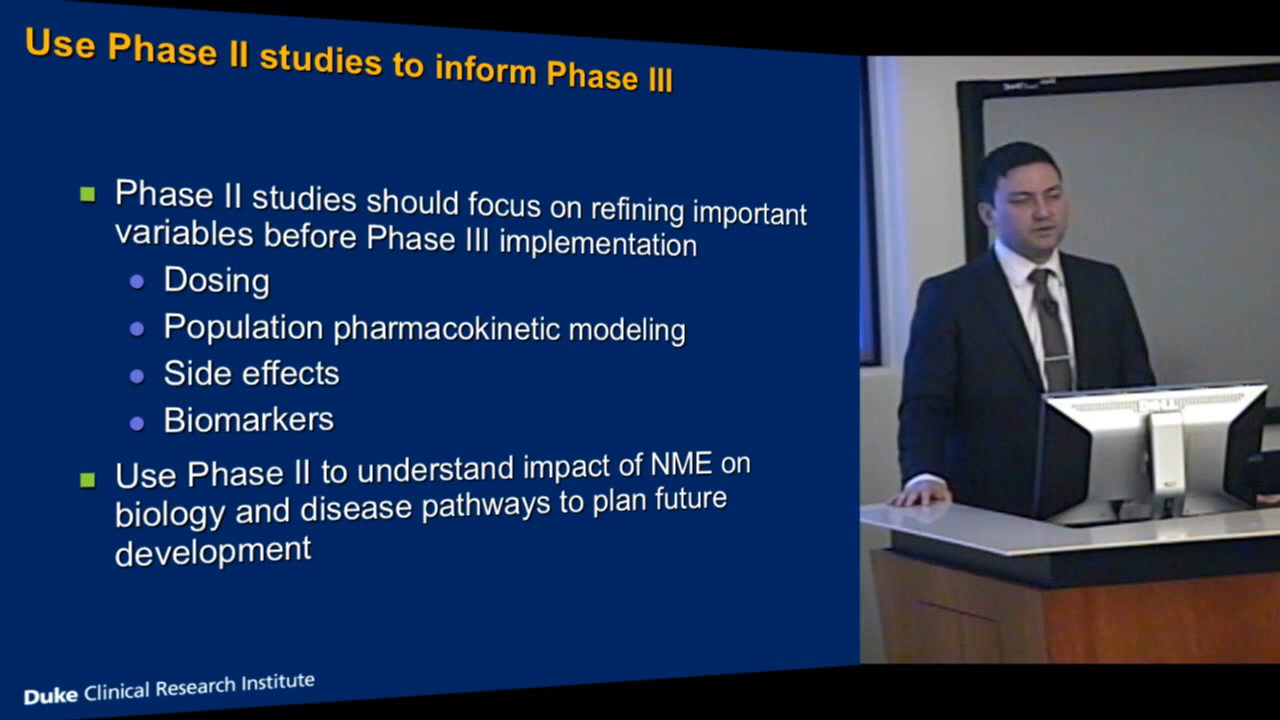 Use Phase II studies to inform Phase III
Phase II studies should focus on refining important
variables before Phase III implementation
Dosing
Population pharmacokinetic modeling
Side effects
Biomarkers
Use Phase II to understand impact of NME on
biology and disease pathways to plan future
development
Duke Clinical Research Institute
DELL